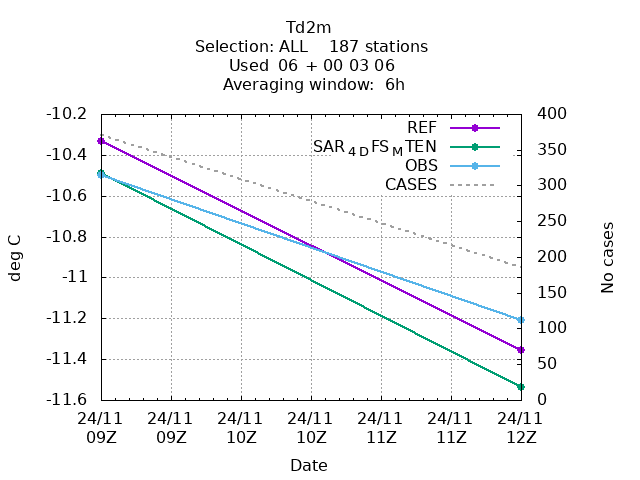 Td2m
Selection: ALL    187 stations
Used  06 + 00 03 06
Averaging window:  6h
-10.2
-10.4
-10.6
-10.8
-11
-11.2
-11.4
-11.6
deg C
400
350
300
250
200
150
100
50
0
No cases
REF
SAR4DFSMTEN
OBS
CASES
24/11 24/11 24/11 24/11 24/11 24/11 24/11
09Z 09Z 10Z 10Z 11Z 11Z 12Z
Date